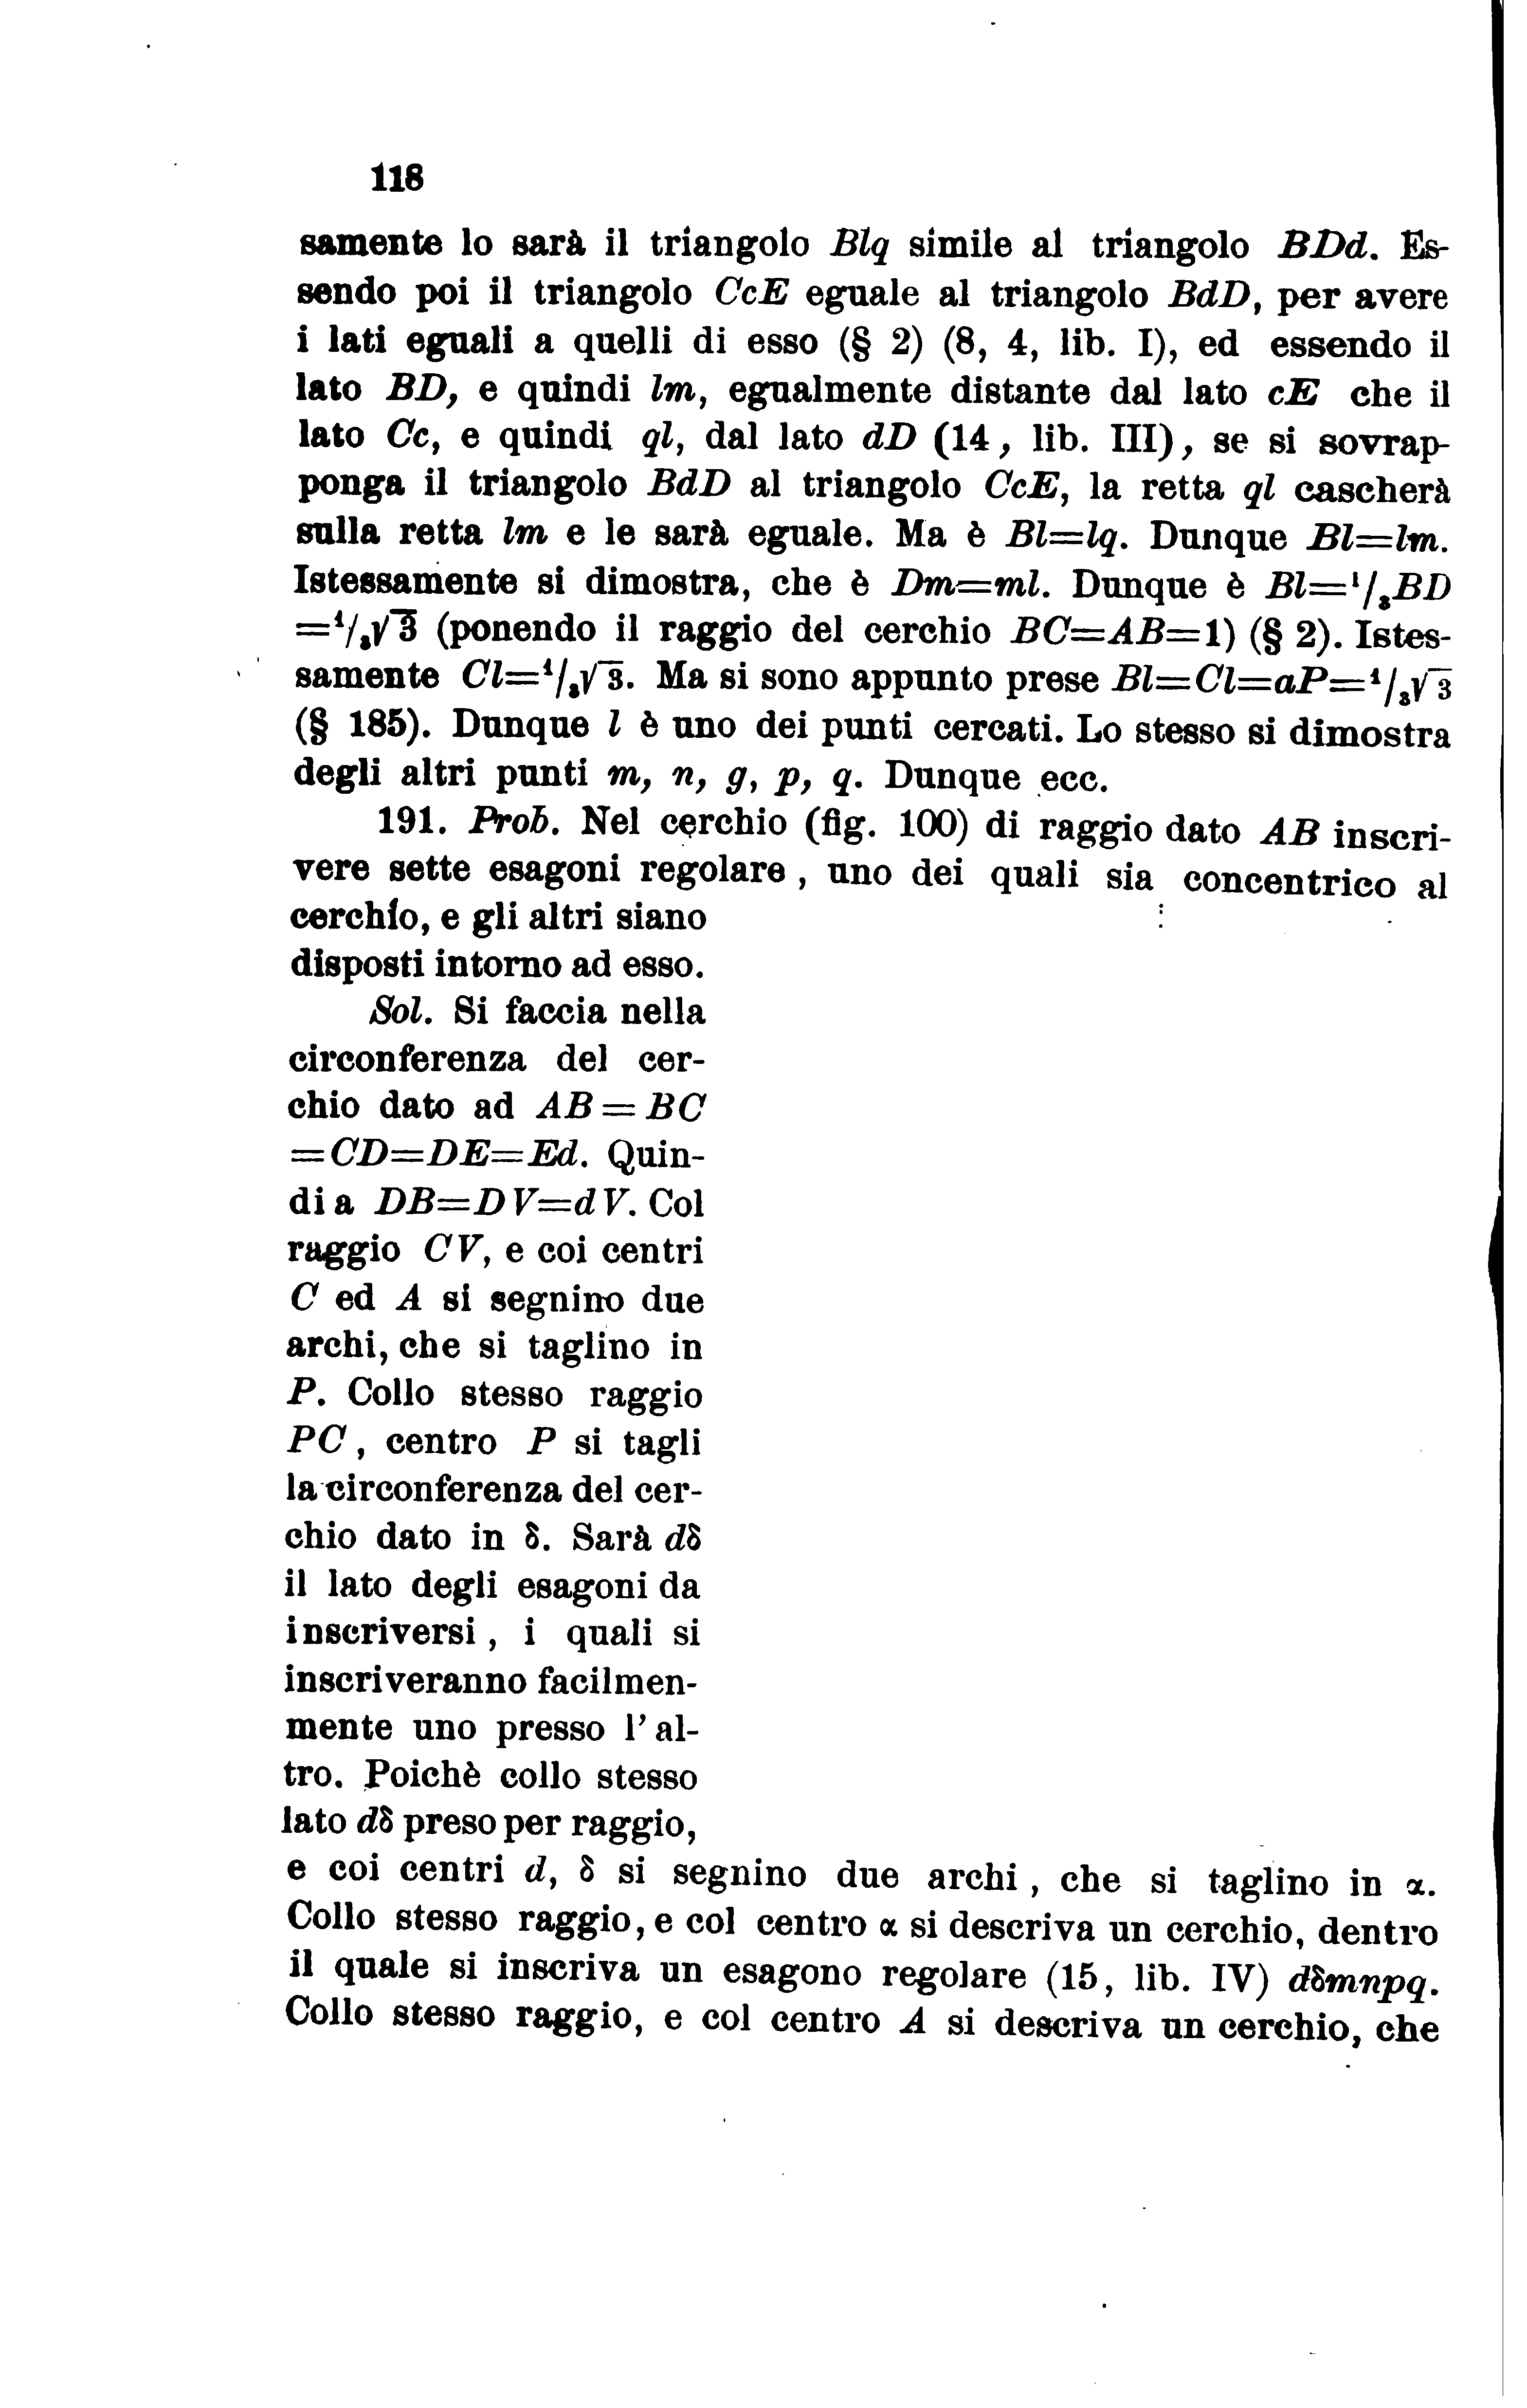 118
samente lo sarà il triangolo Blq simile al triangolo BDd. Es-
sendo poi il triangolo CcE eguale al triangolo BdD, per avere
i lati eguali a quelli di esso (§ 2) (8, 4, lib. I), ed essendo il
lato BD, e quindi lm, egualmente distante dal lato cE che il
lato Cc, e quindi ql, dal lato dD (14, lib. III), se si sovrap-
ponga il triangolo BdD al triangolo CcE, la retta ql cascherà
sulla retta lm e le sarà eguale. Ma è Bl=lq. Dunque Bl=lm.
Istessamente si dimostra, che è Dm=ml. Dunque è Bl=¹/₃BD
=¹/₃√3 (ponendo il raggio del cerchio BC=AB=1) (§ 2). Istes-
samente Cl=¹/₃√3. Ma si sono appunto prese Bl=Cl=aP=¹/₃√3
(§ 185). Dunque l è uno dei punti cercati. Lo stesso si dimostra
degli altri punti m, n, g, p, q. Dunque ecc.
191. Prob. Nel cerchio (fig. 100) di raggio dato AB inscri-
vere sette esagoni regolare, uno dei quali sia concentrico al
cerchio, e gli altri siano
disposti intorno ad esso.
Sol. Si faccia nella
circonferenza del cer-
chio dato ad AB=BC
=CD=DE=Ed. Quin-
di a DB=DV=dV. Col
raggio CV, e coi centri
C ed A si segnino due
archi, che si taglino in
P. Collo stesso raggio
PC, centro P si tagli
la circonferenza del cer-
chio dato in δ. Sarà dδ
il lato degli esagoni da
inscriversi, i quali si
inscriveranno facilmen-
mente uno presso l'al-
tro. Poichè collo stesso
lato dδ preso per raggio,
e coi centri d, δ si segnino due archi, che si taglino in α.
Collo stesso raggio, e col centro α si descriva un cerchio, dentro
il quale si inscriva un esagono regolare (15, lib. IV) dδmnpq.
Collo stesso raggio, e col centro A si descriva un cerchio, che